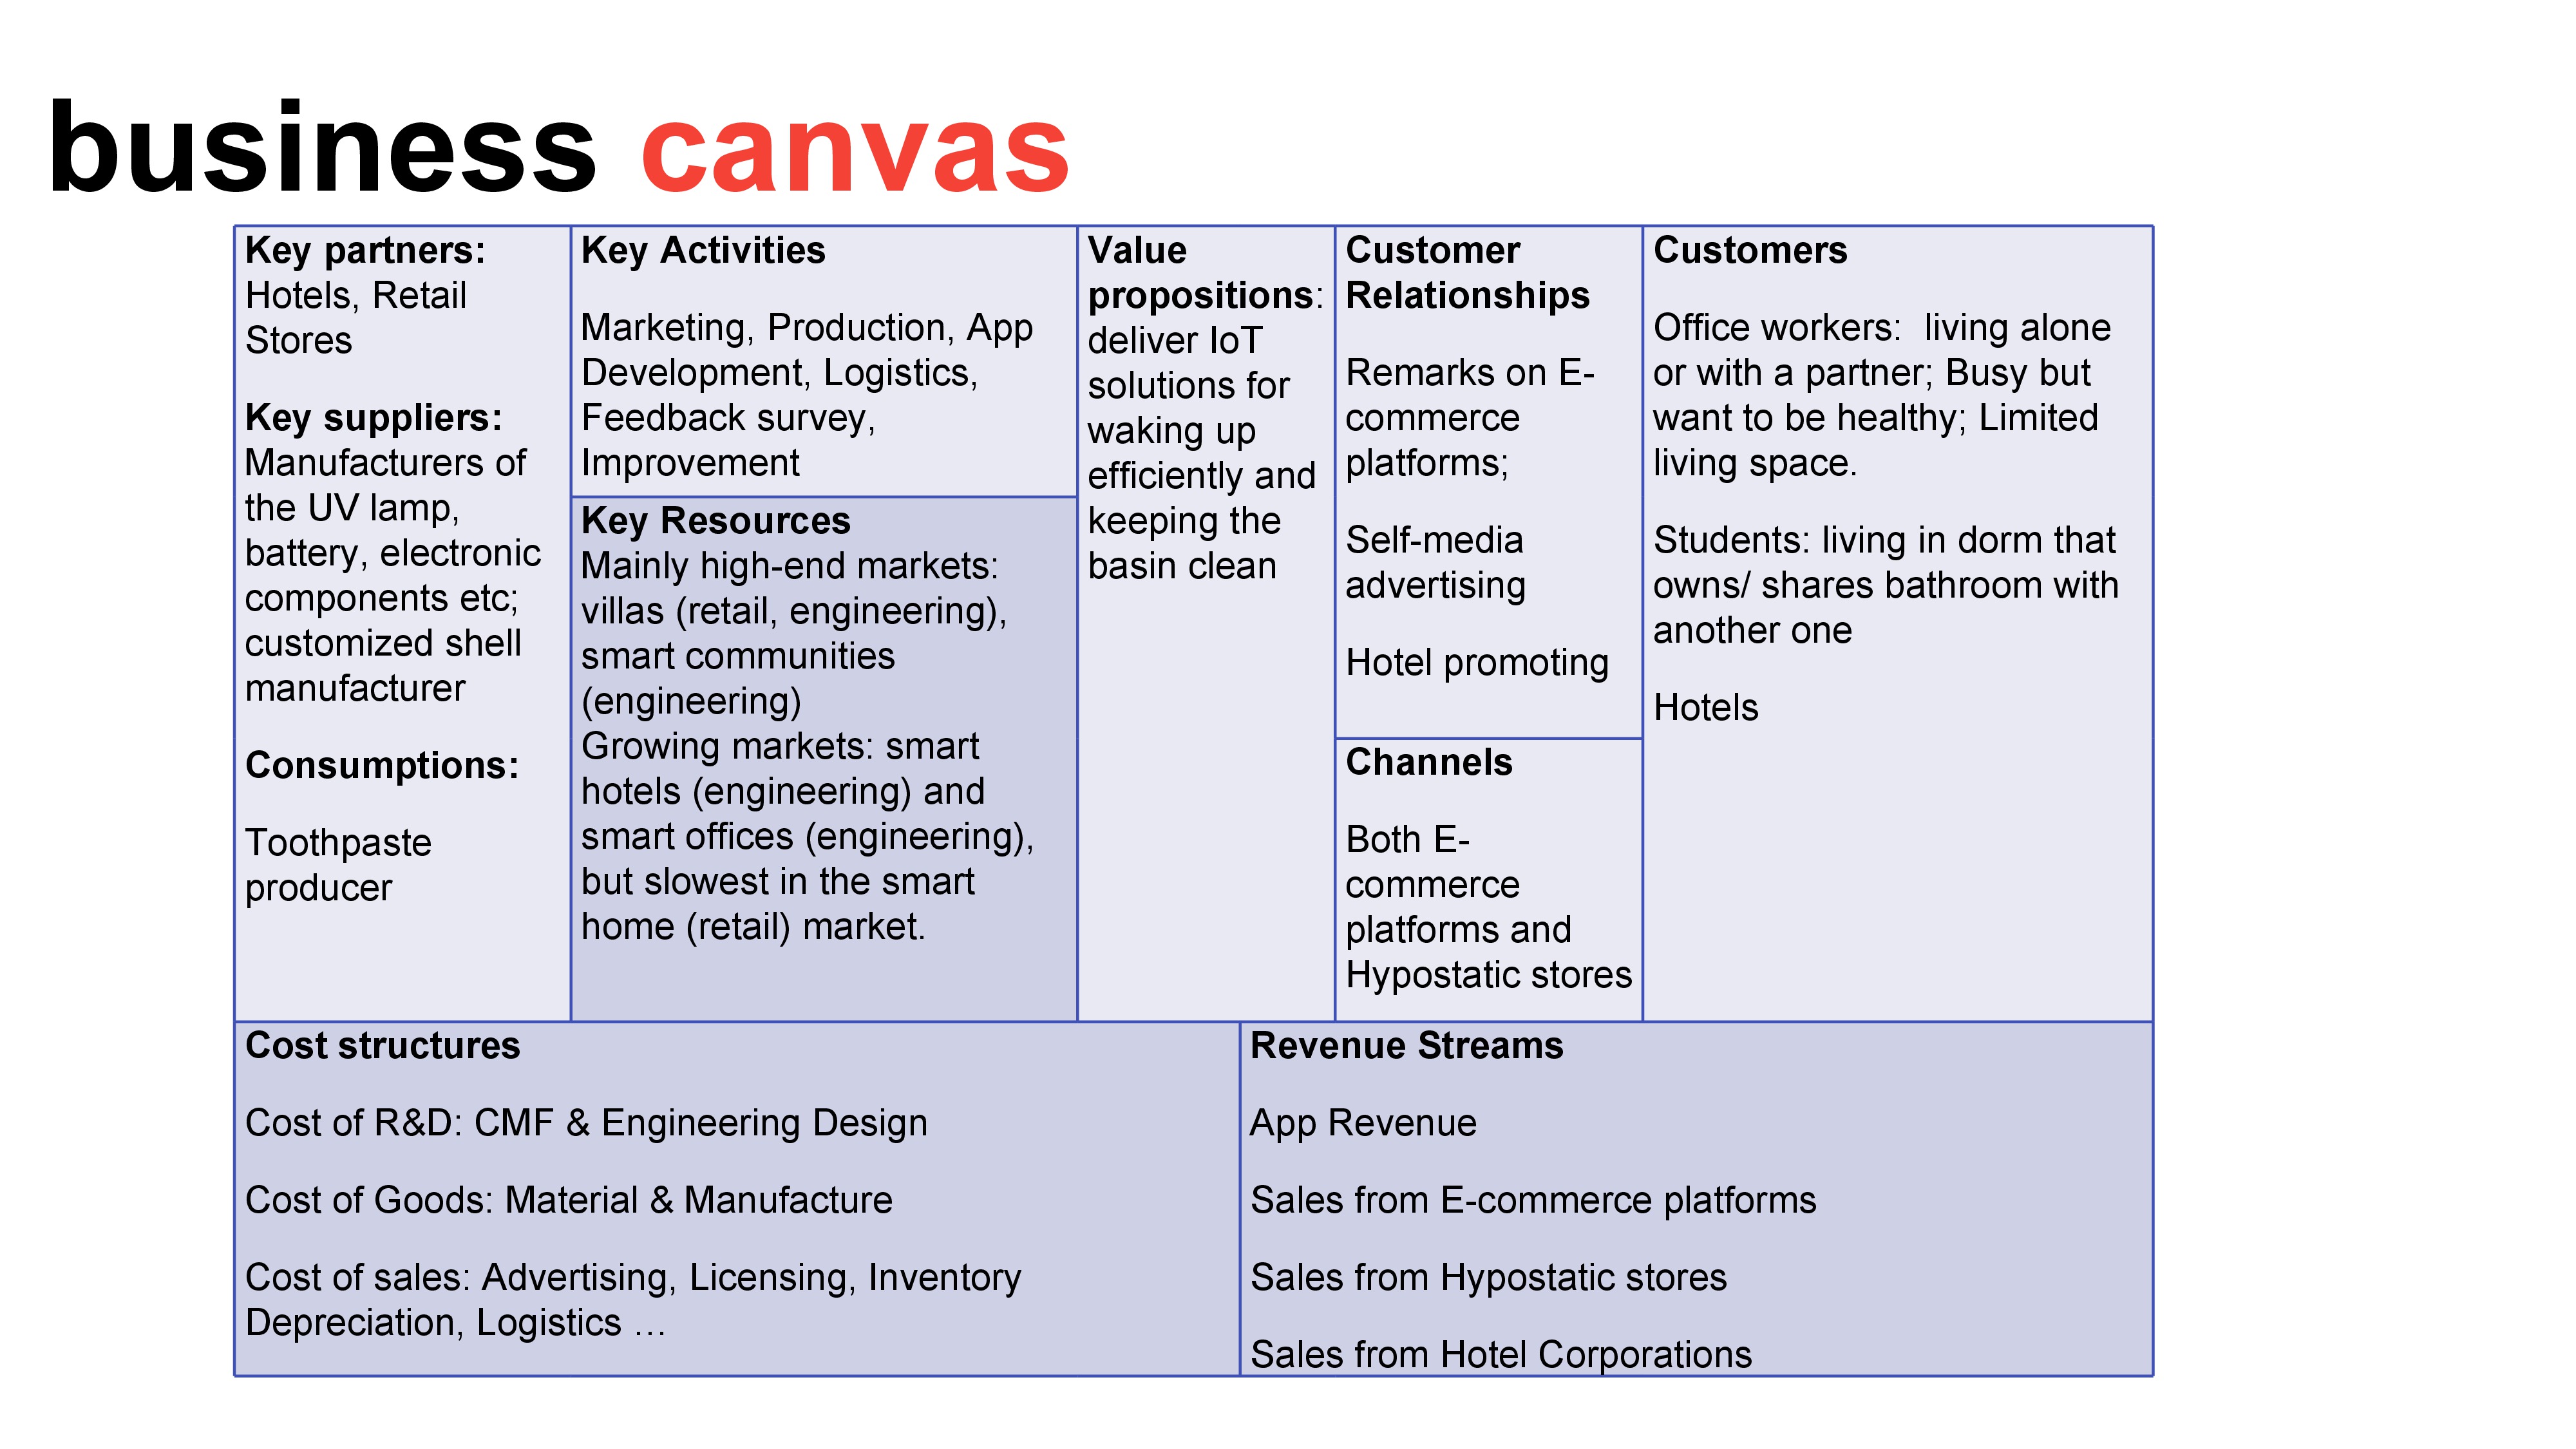 business canvas
Key partners:
Hotels, Retail
Stores
Key suppliers:
Manufacturers of
the UV lamp,
battery, electronic
components etc;
customized shell
manufacturer
Consumptions:
Toothpaste
producer
Key Activities
Marketing, Production, App
Development, Logistics,
Feedback survey,
Improvement
Key Resources
Mainly high-end markets:
villas (retail, engineering),
smart communities
(engineering)
Growing markets: smart
hotels (engineering) and
smart offices (engineering),
but slowest in the smart
home (retail) market.
Value
propositions:
deliver IoT
solutions for
waking up
efficiently and
keeping the
basin clean
Customer
Relationships
Remarks on E-
commerce
platforms;
Self-media
advertising
Hotel promoting
Channels
Both E-
commerce
platforms and
Hypostatic stores
Customers
Office workers:  living alone
or with a partner; Busy but
want to be healthy; Limited
living space.
Students: living in dorm that
owns/ shares bathroom with
another one
Hotels
Cost structures
Cost of R&D: CMF & Engineering Design
Cost of Goods: Material & Manufacture
Cost of sales: Advertising, Licensing, Inventory
Depreciation, Logistics …
Revenue Streams
App Revenue
Sales from E-commerce platforms
Sales from Hypostatic stores
Sales from Hotel Corporations